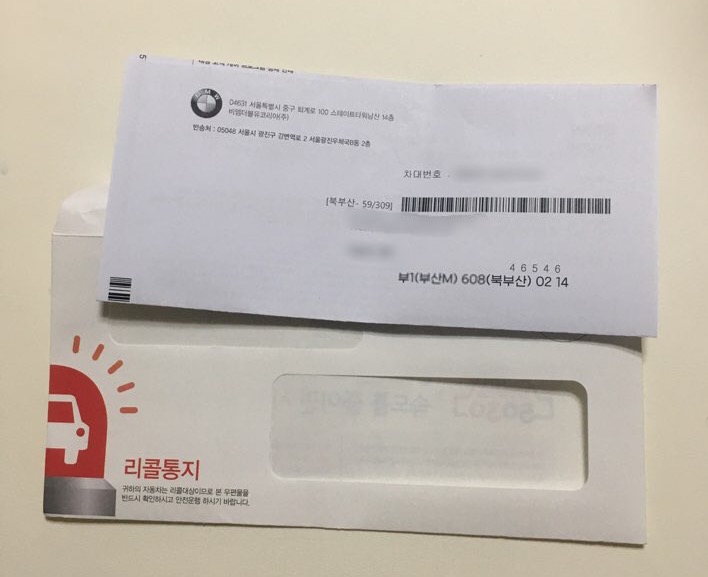 04631 서울특별시 중구 퇴계로 100 스테이트타워남산 14층
비엠더블유코리아(주)
반송처 : 05048 서울시 광진구 강변역로 2 서울광진우체국B동 2층
차대번호 :
[북부산- 59/309]
46546
부1(부산M) 608(북부산) 02 14
리콜통지
귀하의 자동차는 리콜대상이므로 본 우편물을
반드시 확인하시고 안전운행 하시기 바랍니다.